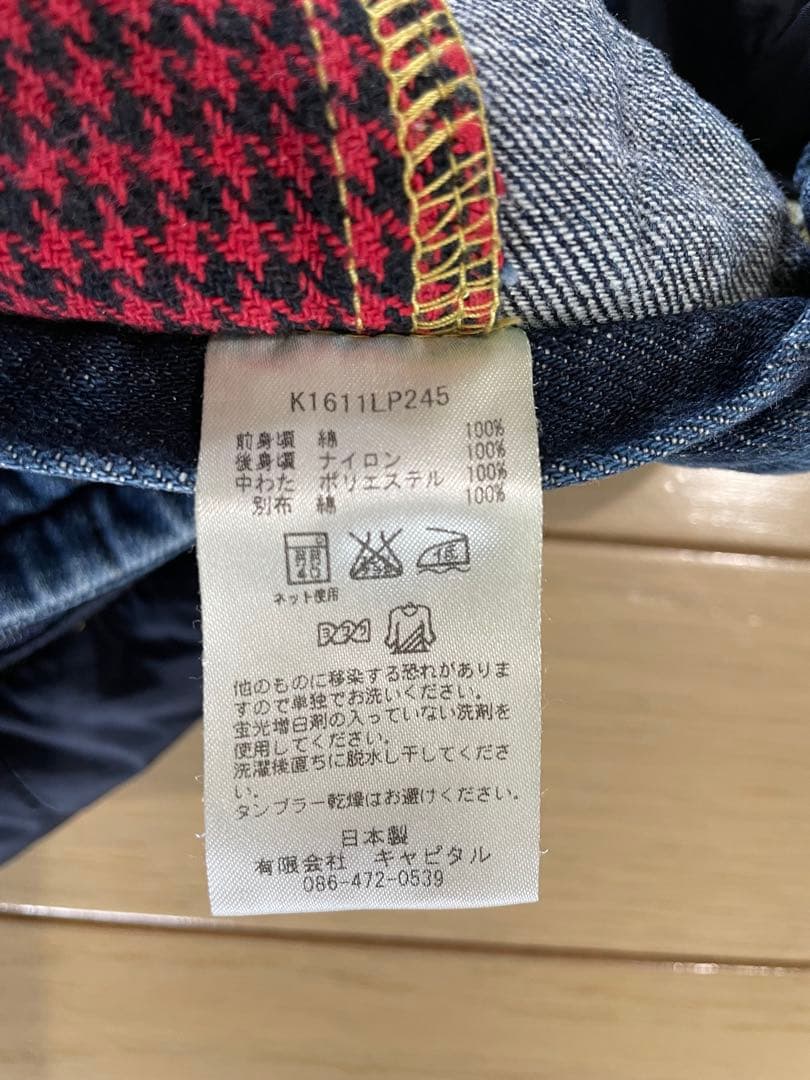 K1611LP245
前身頃 綿 100%
後身頃 ナイロン 100%
中わた ポリエステル 100%
別布 綿 100%
40 低
ネット使用
他のものに移染する恐れがありま
すので単独でお洗いください。
蛍光増白剤の入っていない洗剤を
使用してください。
洗濯後直ちに脱水し干してくださ
い。
タンブラー乾燥はお避けください。
日本製
有限会社 キャピタル
086-472-0539